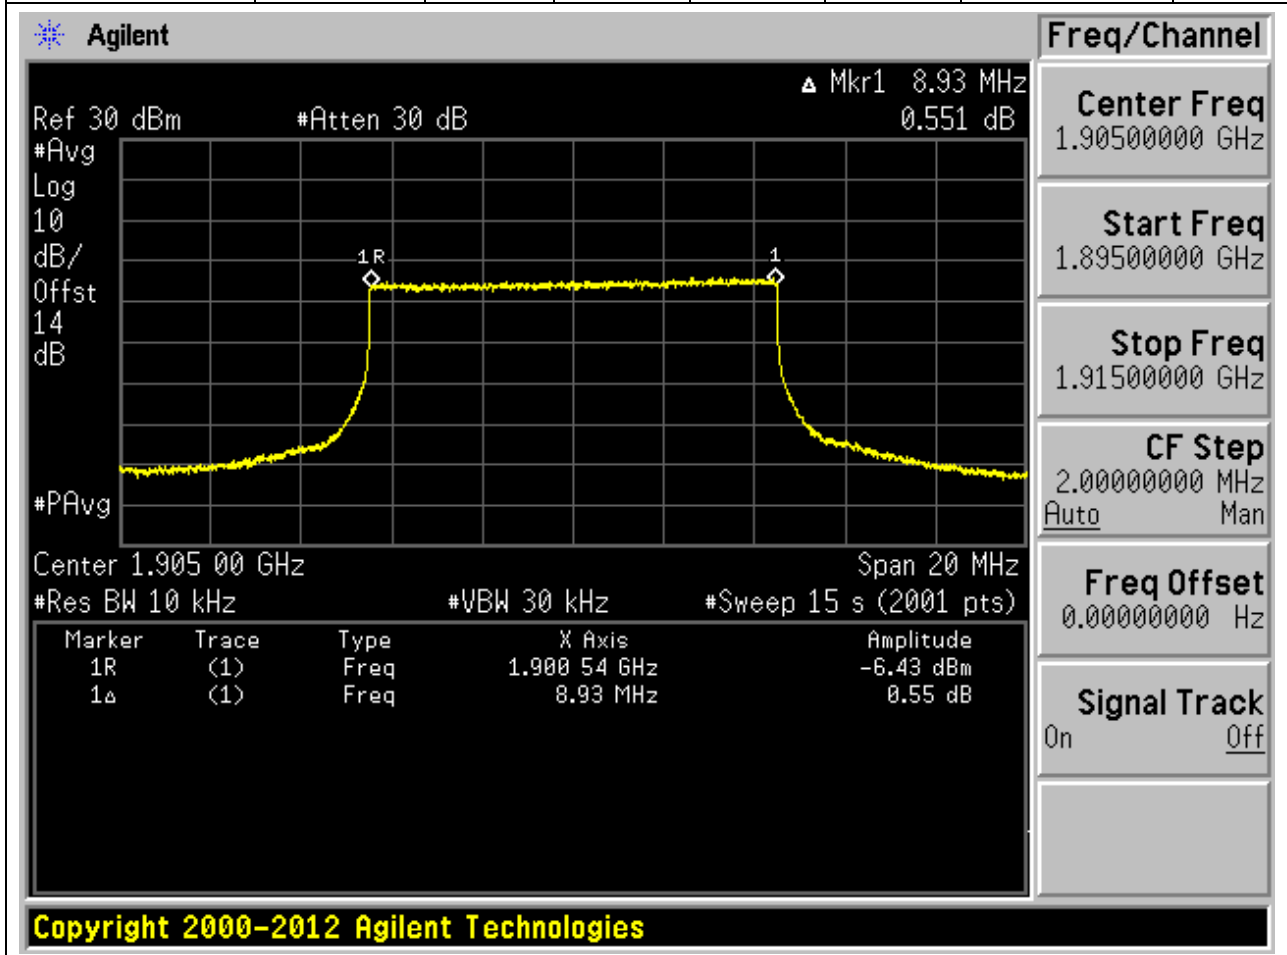 Agilent
Freq/Channel
▵ Mkr1 8.93 MHz
Ref 30 dBm #Atten 30 dB 0.551 dB
#Avg
Log
10
dB/
Offst
14
dB
#PAvg
1R
1
Center 1.905 00 GHz Span 20 MHz
#Res BW 10 kHz #VBW 30 kHz #Sweep 15 s (2001 pts)
Marker Trace Type X Axis Amplitude
1R (1) Freq 1.900 54 GHz -6.43 dBm
1▵ (1) Freq 8.93 MHz 0.55 dB
Center Freq
1.90500000 GHz
Start Freq
1.89500000 GHz
Stop Freq
1.91500000 GHz
CF Step
2.00000000 MHz
Auto Man
Freq Offset
0.00000000 Hz
Signal Track
On Off
Copyright 2000-2012 Agilent Technologies